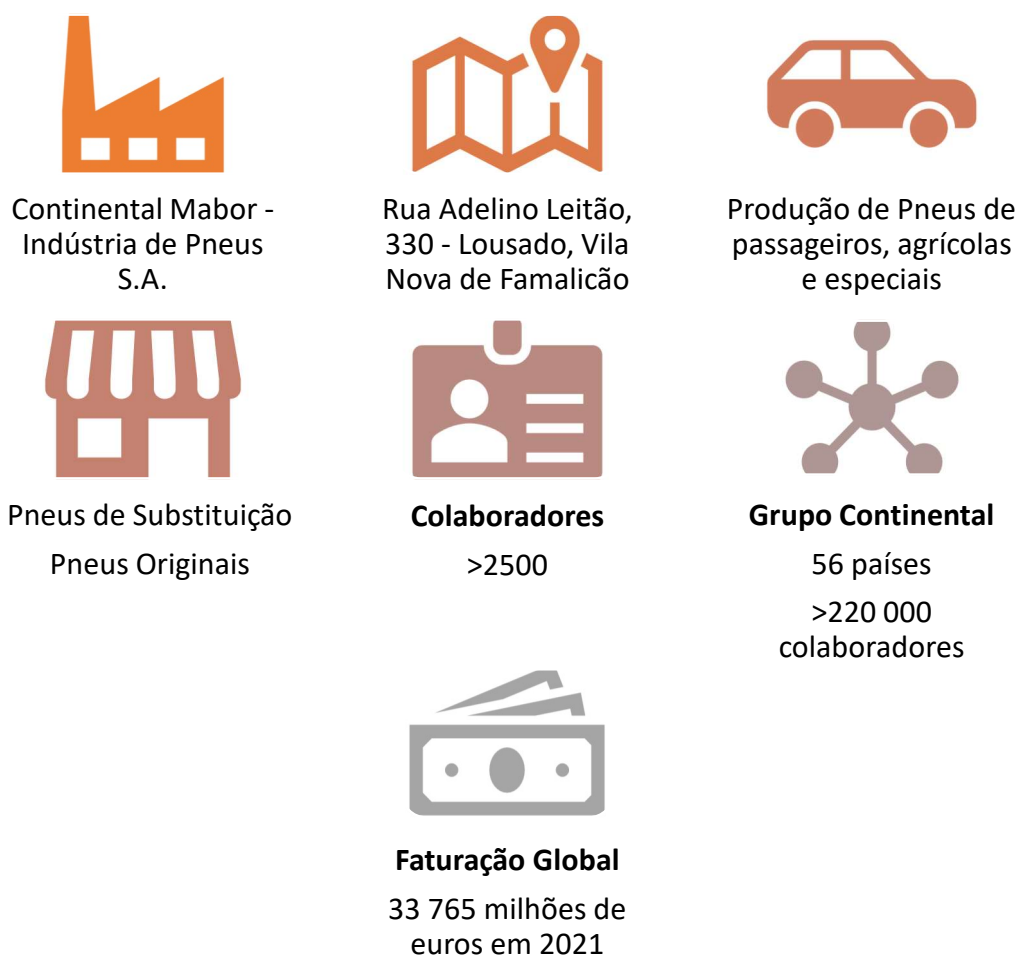 Continental Mabor -
Indústria de Pneus
S.A.
Rua Adelino Leitão,
330 - Lousado, Vila
Nova de Famalicão
Produção de Pneus de
passageiros, agrícolas
e especiais
Pneus de Substituição
Pneus Originais
Colaboradores
>2500
Grupo Continental
56 países
>220 000
colaboradores
Faturação Global
33 765 milhões de
euros em 2021